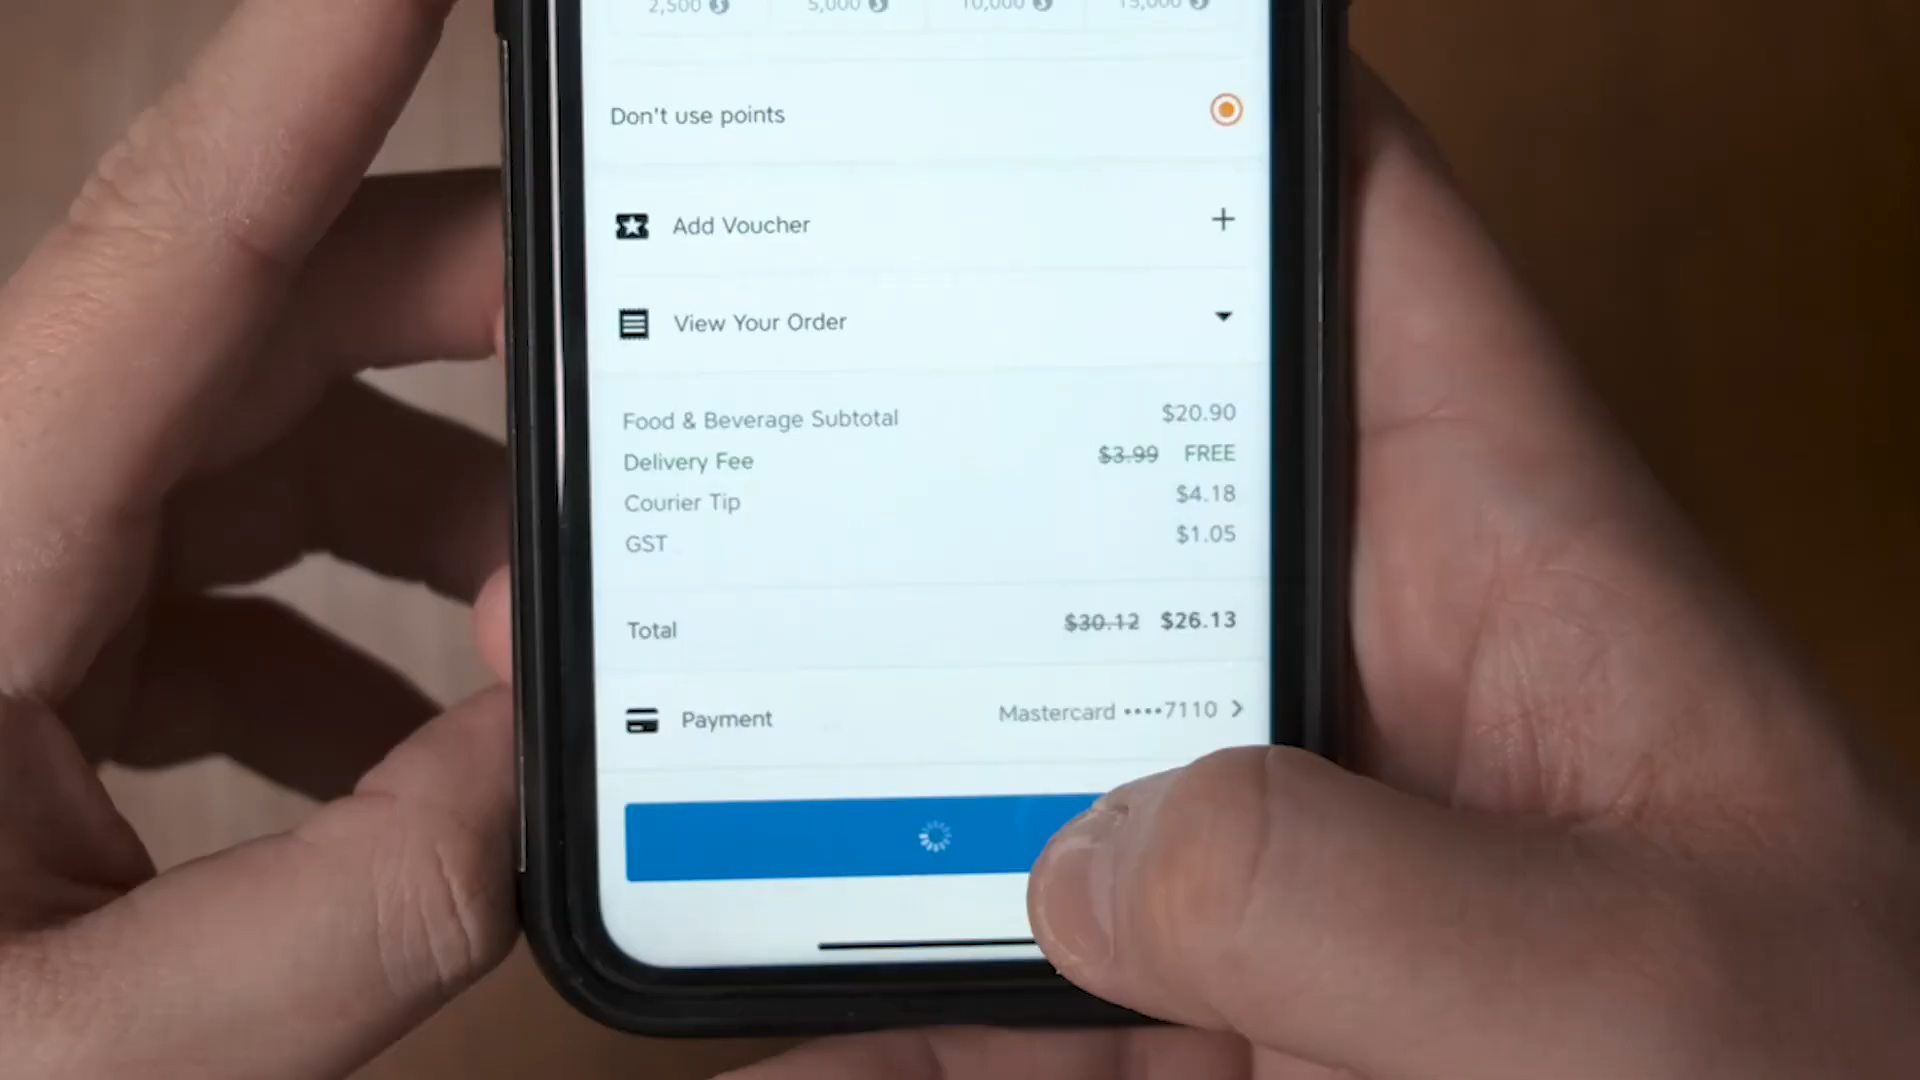 2,500 5,000 10,000 15,000
Don't use points
Add Voucher
View Your Order
Food & Beverage Subtotal $20.90
Delivery Fee $3.99 FREE
Courier Tip $4.18
GST $1.05
Total $30.12 $26.13
Payment Mastercard ••••7110